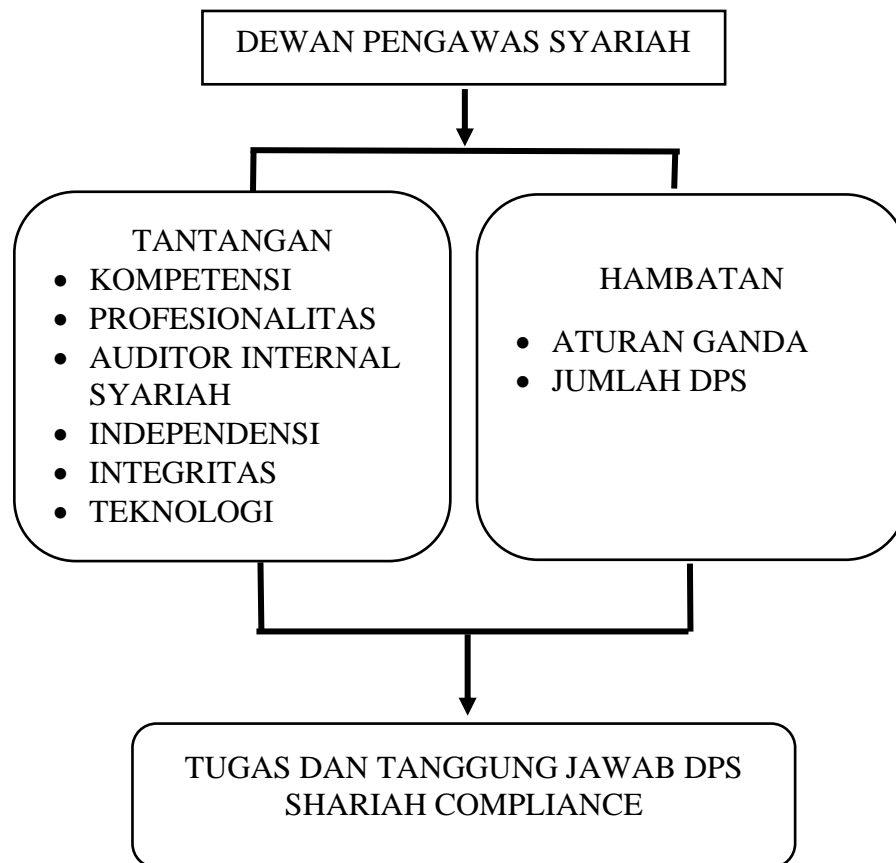 DEWAN PENGAWAS SYARIAH
TANTANGAN
• KOMPETENSI
• PROFESIONALITAS
• AUDITOR INTERNAL
SYARIAH
• INDEPENDENSI
• INTEGRITAS
• TEKNOLOGI
HAMBATAN
• ATURAN GANDA
• JUMLAH DPS
TUGAS DAN TANGGUNG JAWAB DPS
SHARIAH COMPLIANCE